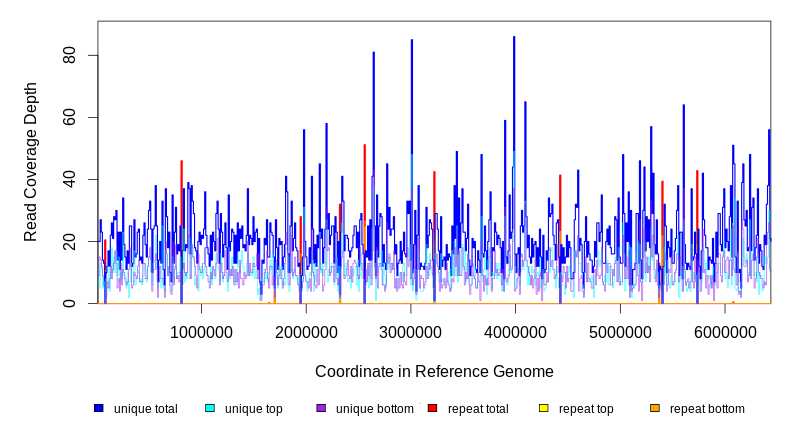 80
60
40
20
0
Read Coverage Depth
1000000 2000000 3000000 4000000 5000000 6000000
Coordinate in Reference Genome
unique total unique top unique bottom repeat total repeat top repeat bottom